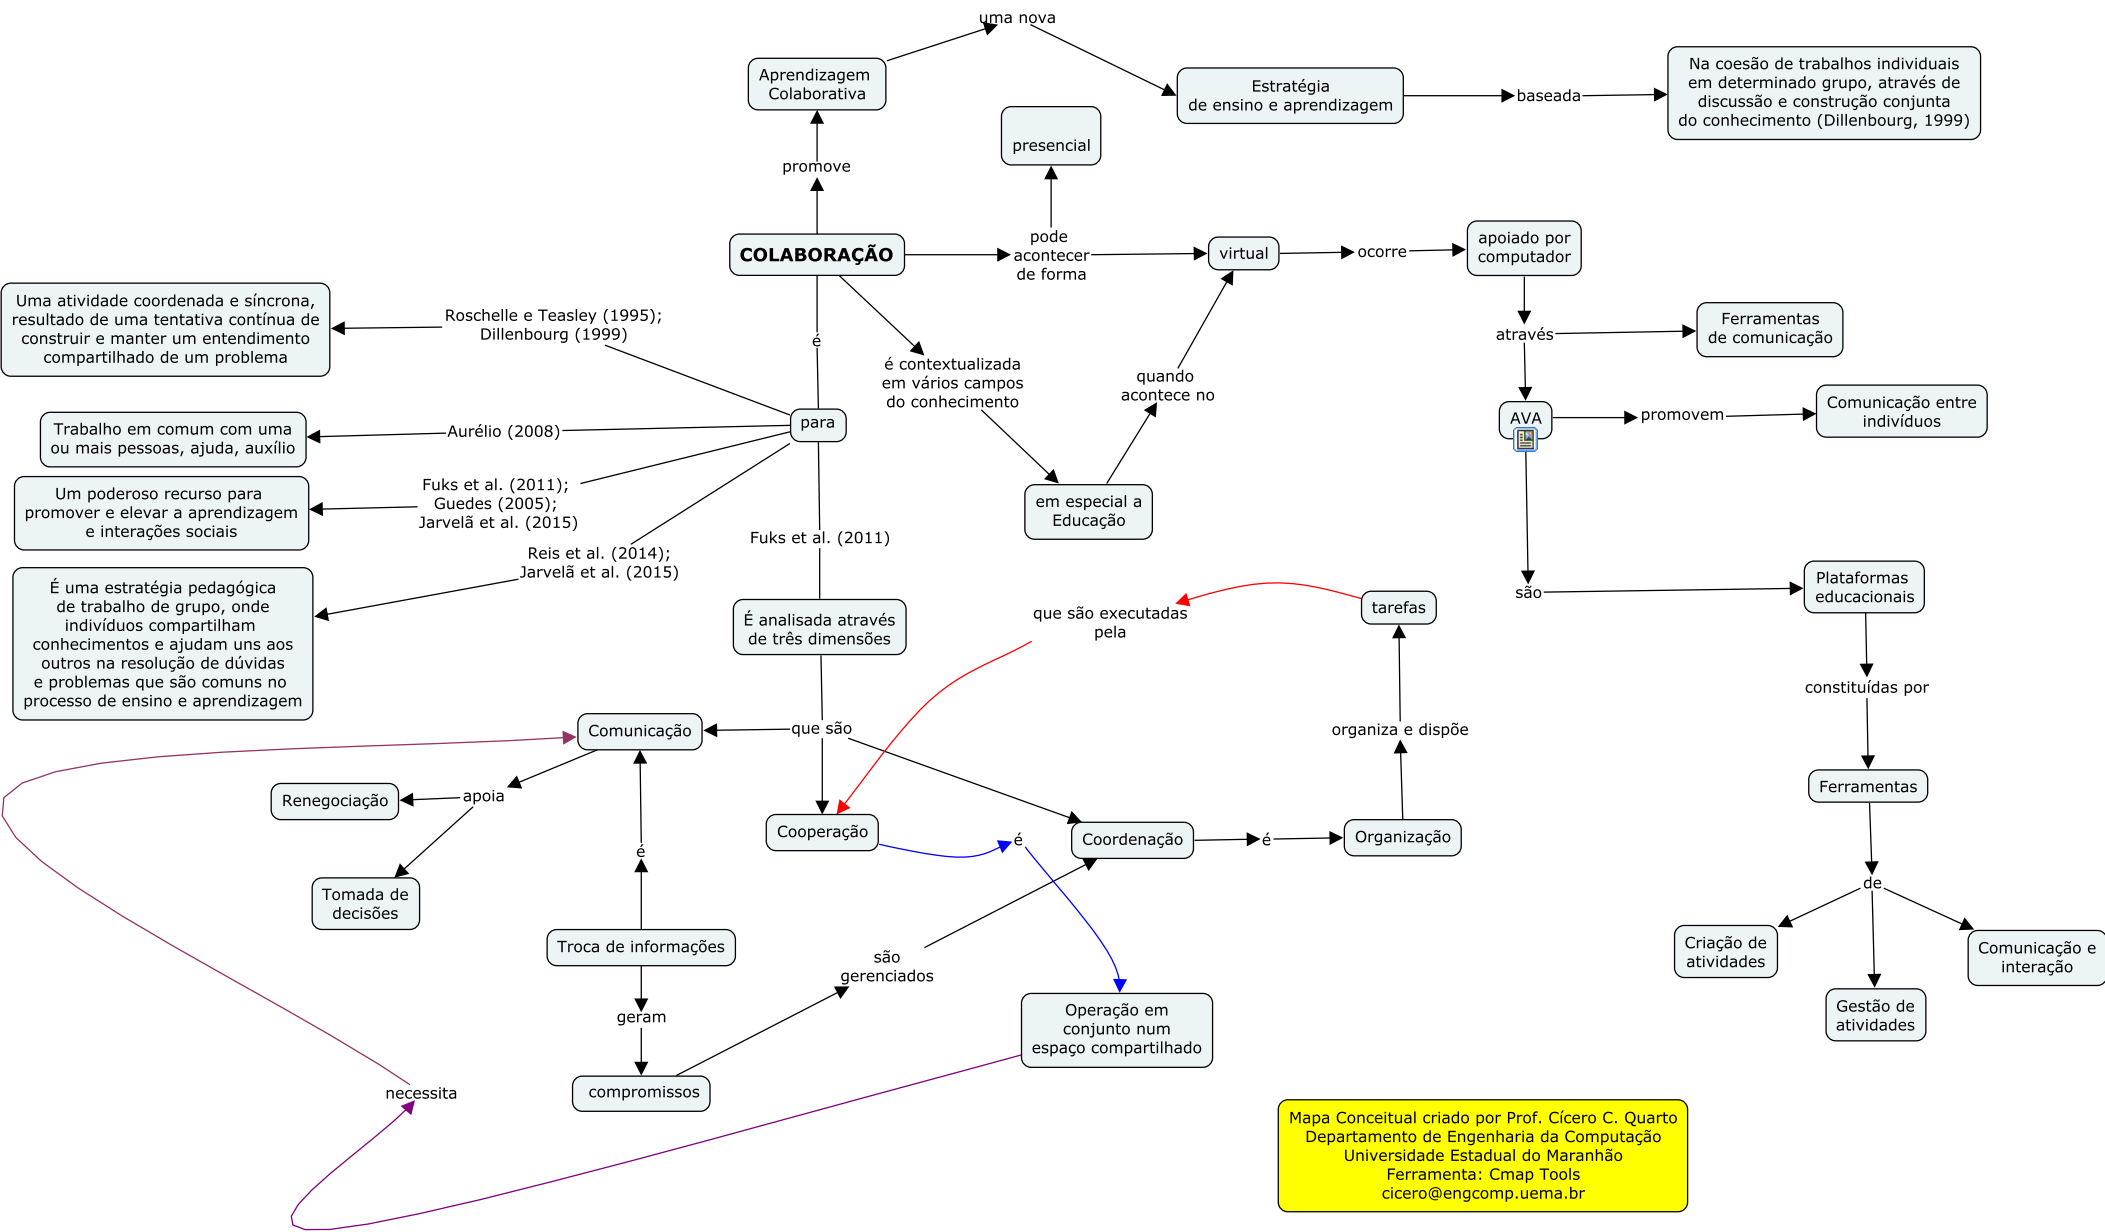 uma nova
Aprendizagem
Colaborativa
Estratégia
de ensino e aprendizagem
baseada
Na coesão de trabalhos individuais
em determinado grupo, através de
discussão e construção conjunta
do conhecimento (Dillenbourg, 1999)
presencial
promove
COLABORAÇÃO
pode
acontecer
de forma
virtual
ocorre
apoiado por
computador
Uma atividade coordenada e síncrona,
resultado de uma tentativa contínua de
construir e manter um entendimento
compartilhado de um problema
Roschelle e Teasley (1995);
Dillenbourg (1999)
é
é contextualizada
em vários campos
do conhecimento
quando
acontece no
através
Ferramentas
de comunicação
AVA
promovem
Comunicação entre
indivíduos
para
Trabalho em comum com uma
ou mais pessoas, ajuda, auxílio
Aurélio (2008)
Um poderoso recurso para
promover e elevar a aprendizagem
e interações sociais
Fuks et al. (2011);
Guedes (2005);
Jarvelã et al. (2015)
em especial a
Educação
Reis et al. (2014);
Jarvelã et al. (2015)
Fuks et al. (2011)
É uma estratégia pedagógica
de trabalho de grupo, onde
indivíduos compartilham
conhecimentos e ajudam uns aos
outros na resolução de dúvidas
e problemas que são comuns no
processo de ensino e aprendizagem
É analisada através
de três dimensões
que são executadas
pela
tarefas
são
Plataformas
educacionais
constituídas por
Comunicação
que são
organiza e dispõe
Renegociação
apoia
Ferramentas
Cooperação
é
Coordenação
é
Organização
é
Tomada de
decisões
de
Troca de informações
são
gerenciados
Criação de
atividades
Comunicação e
interação
Gestão de
atividades
geram
Operação em
conjunto num
espaço compartilhado
necessita
compromissos
Mapa Conceitual criado por Prof. Cícero C. Quarto
Departamento de Engenharia da Computação
Universidade Estadual do Maranhão
Ferramenta: Cmap Tools
cicero@engcomp.uema.br